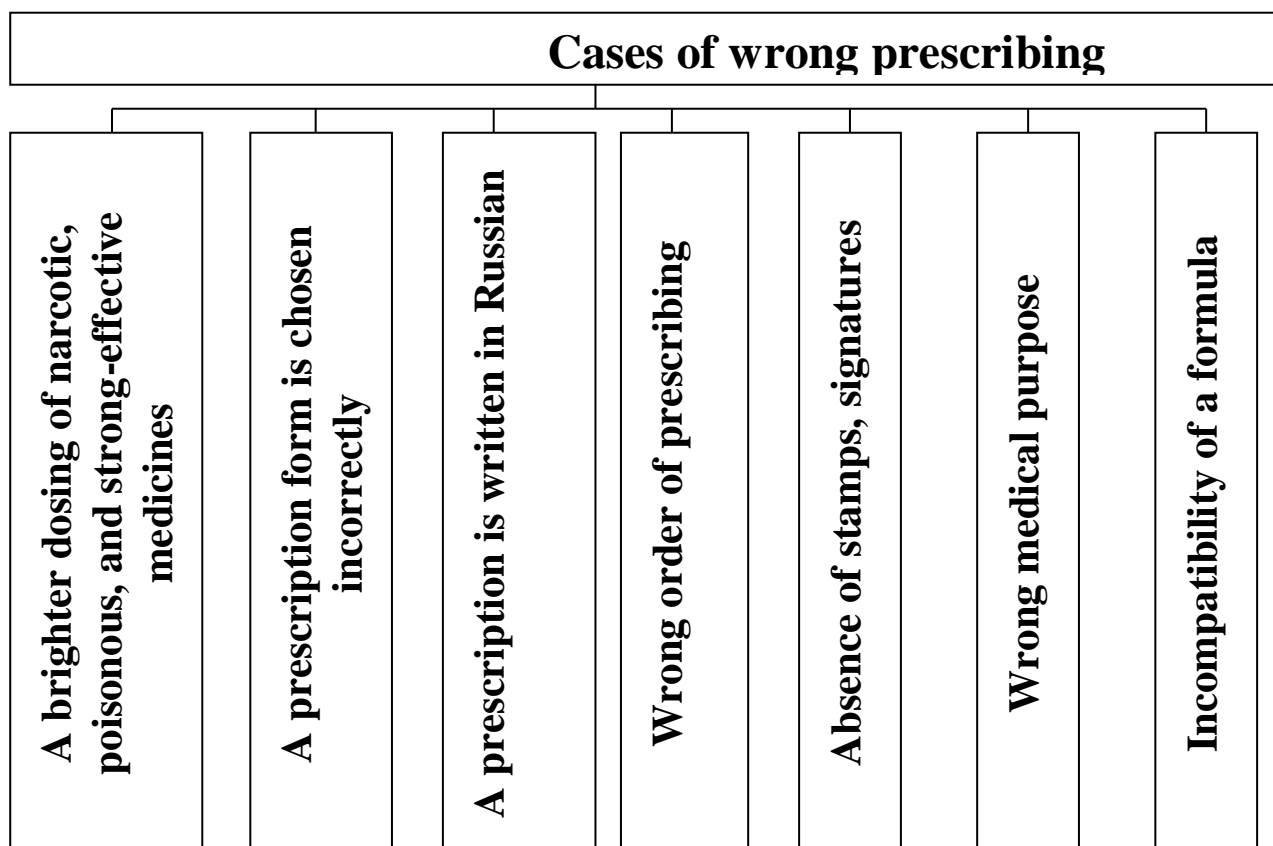 Cases of wrong prescribing
A brighter dosing of narcotic,
poisonous, and strong-effective
medicines
A prescription form is chosen
incorrectly
A prescription is written in Russian
Wrong order of prescribing
Absence of stamps, signatures
Wrong medical purpose
Incompatibility of a formula